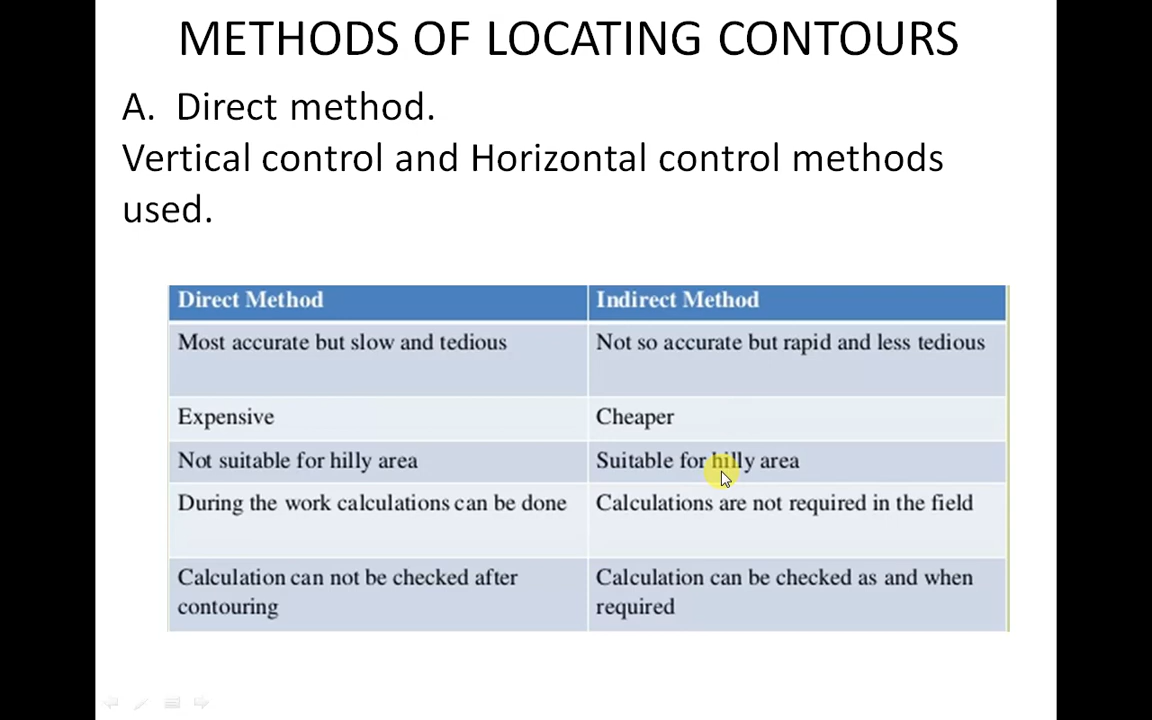 METHODS OF LOCATING CONTOURS
A. Direct method.
Vertical control and Horizontal control methods
used.
Direct Method
Indirect Method
Most accurate but slow and tedious
Not so accurate but rapid and less tedious
Expensive
Cheaper
Not suitable for hilly area
Suitable for hilly area
During the work calculations can be done
Calculations are not required in the field
Calculation can not be checked after
contouring
Calculation can be checked as and when
required